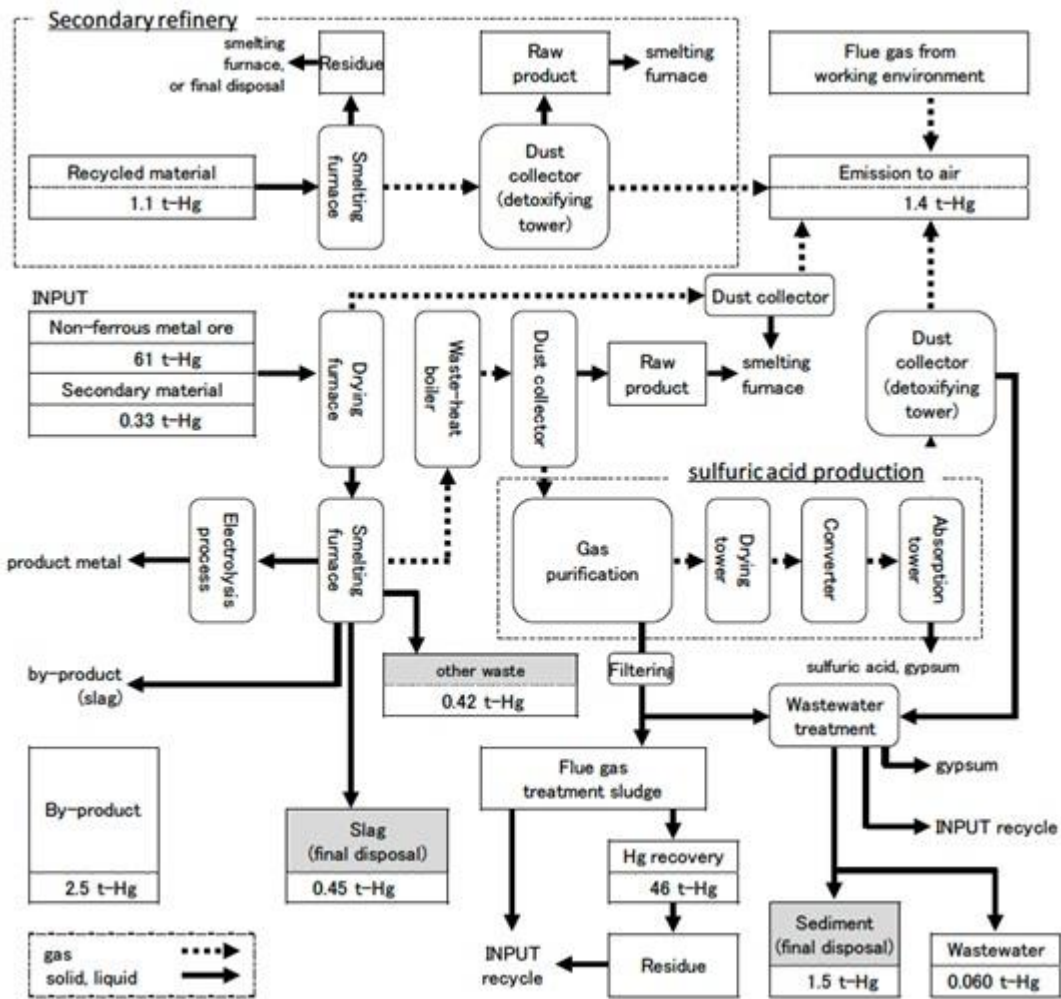 Secondary refinery
smelting
furnace,
or final disposal
Residue
Raw
product
smelting
furnace
Flue gas from
working environment
Recycled material
1.1 t-Hg
Smelting
furnace
Dust
collector
(detoxifying
tower)
Emission to air
1.4 t-Hg
INPUT
Non-ferrous metal ore
61 t-Hg
Secondary material
0.33 t-Hg
Drying
furnace
Waste-heat
boiler
Dust collector
Raw
product
Dust collector
smelting
furnace
Dust
collector
(detoxifying
tower)
sulfuric acid production
product metal
Electrolysis
process
Smelting
furnace
Gas
purification
Drying
tower
Converter
Absorption
tower
by-product
(slag)
other waste
0.42 t-Hg
Filtering
sulfuric acid, gypsum
Wastewater
treatment
gypsum
INPUT recycle
By-product
2.5 t-Hg
Slag
(final disposal)
0.45 t-Hg
Flue gas
treatment sludge
Hg recovery
46 t-Hg
INPUT
recycle
Residue
Sediment
(final disposal)
1.5 t-Hg
Wastewater
0.060 t-Hg
gas
solid, liquid